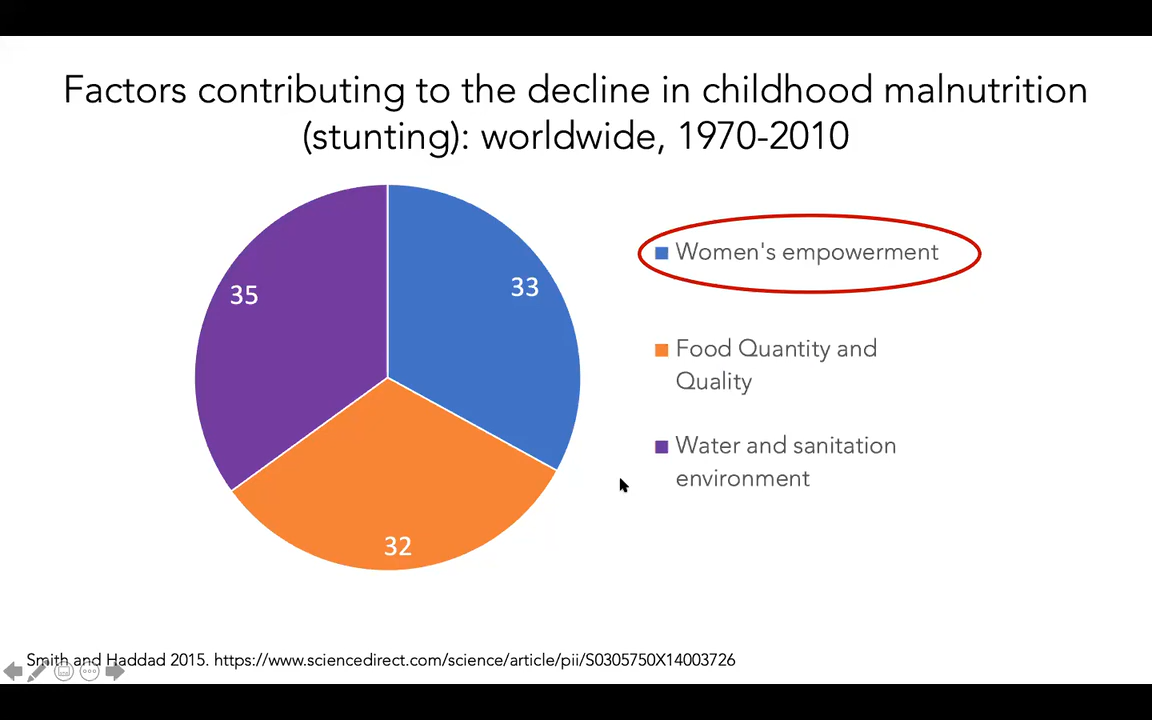 Factors contributing to the decline in childhood malnutrition
(stunting): worldwide, 1970-2010
35
33
32
Women's empowerment
Food Quantity and
Quality
Water and sanitation
environment
Smith and Haddad 2015. https://www.sciencedirect.com/science/article/pii/S0305750X14003726